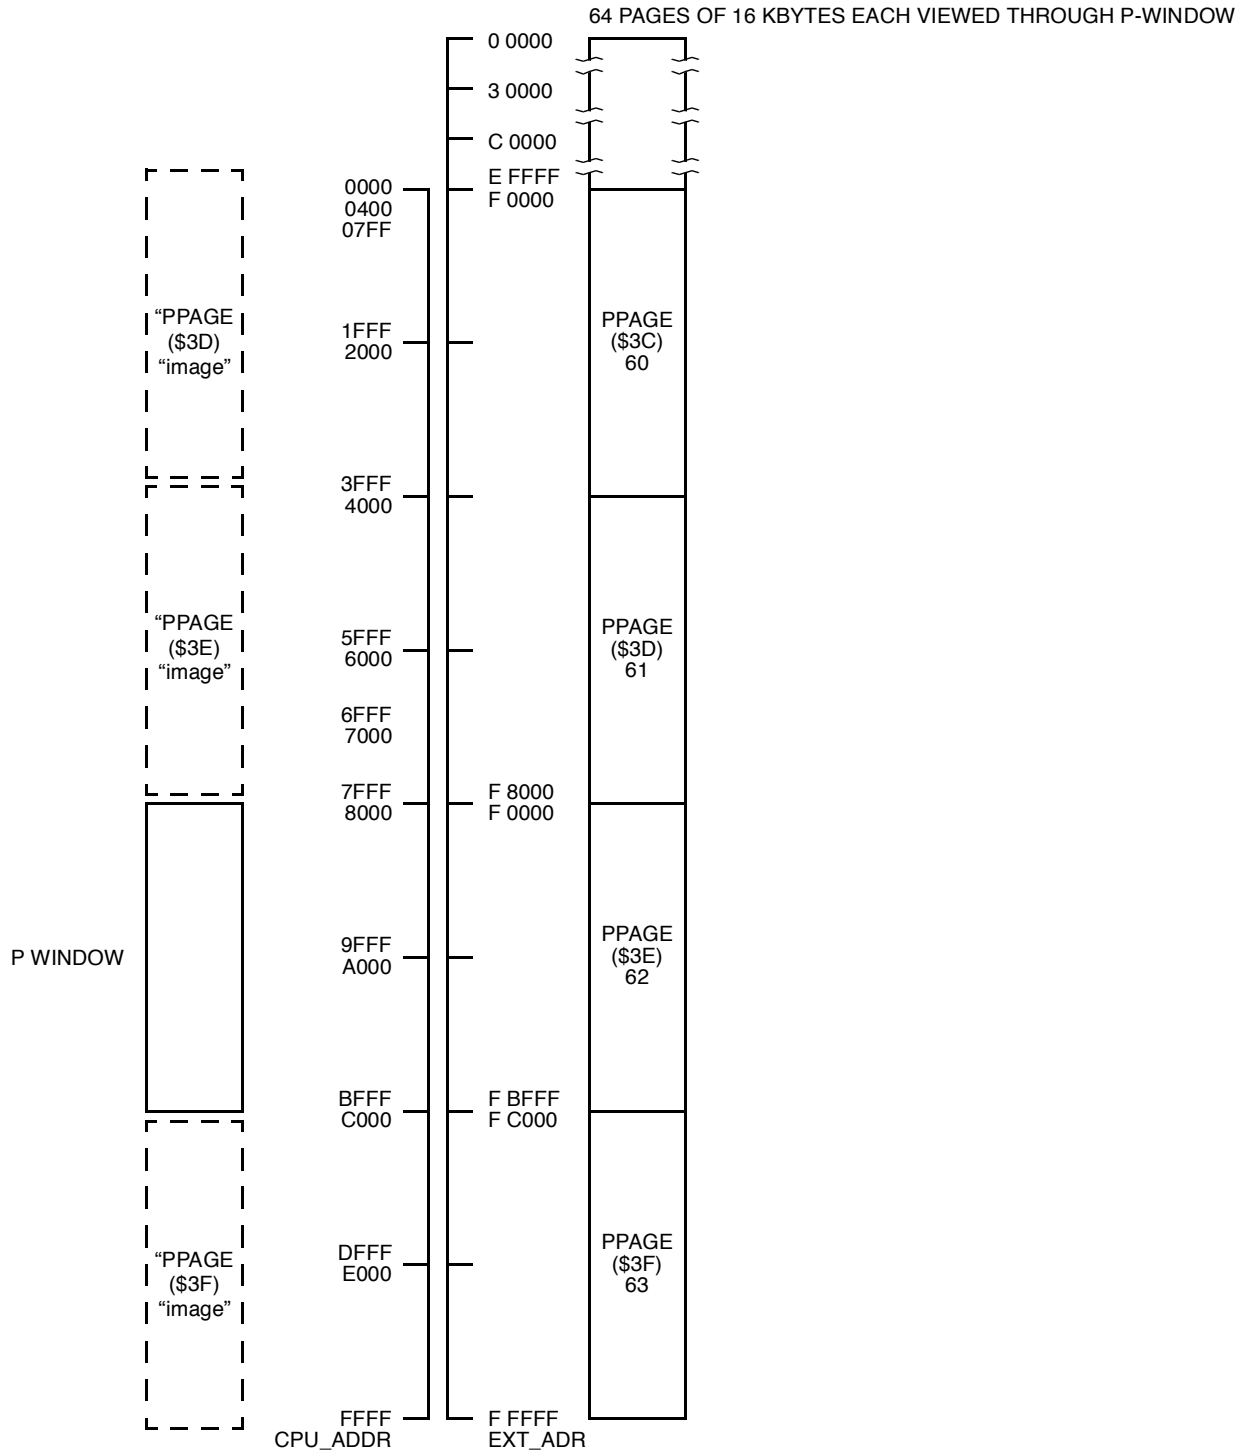 64 PAGES OF 16 KBYTES EACH VIEWED THROUGH P-WINDOW
0 0000
3 0000
C 0000
E FFFF
F 0000
0000
0400
07FF
“PPAGE
($3D)
“image”
1FFF
2000
PPAGE
($3C)
60
3FFF
4000
“PPAGE
($3E)
“image”
5FFF
6000
PPAGE
($3D)
61
6FFF
7000
7FFF
8000
F 8000
F 0000
P WINDOW
9FFF
A000
PPAGE
($3E)
62
BFFF
C000
F BFFF
F C000
“PPAGE
($3F)
“image”
DFFF
E000
PPAGE
($3F)
63
FFFF
CPU_ADDR
F FFFF
EXT_ADR